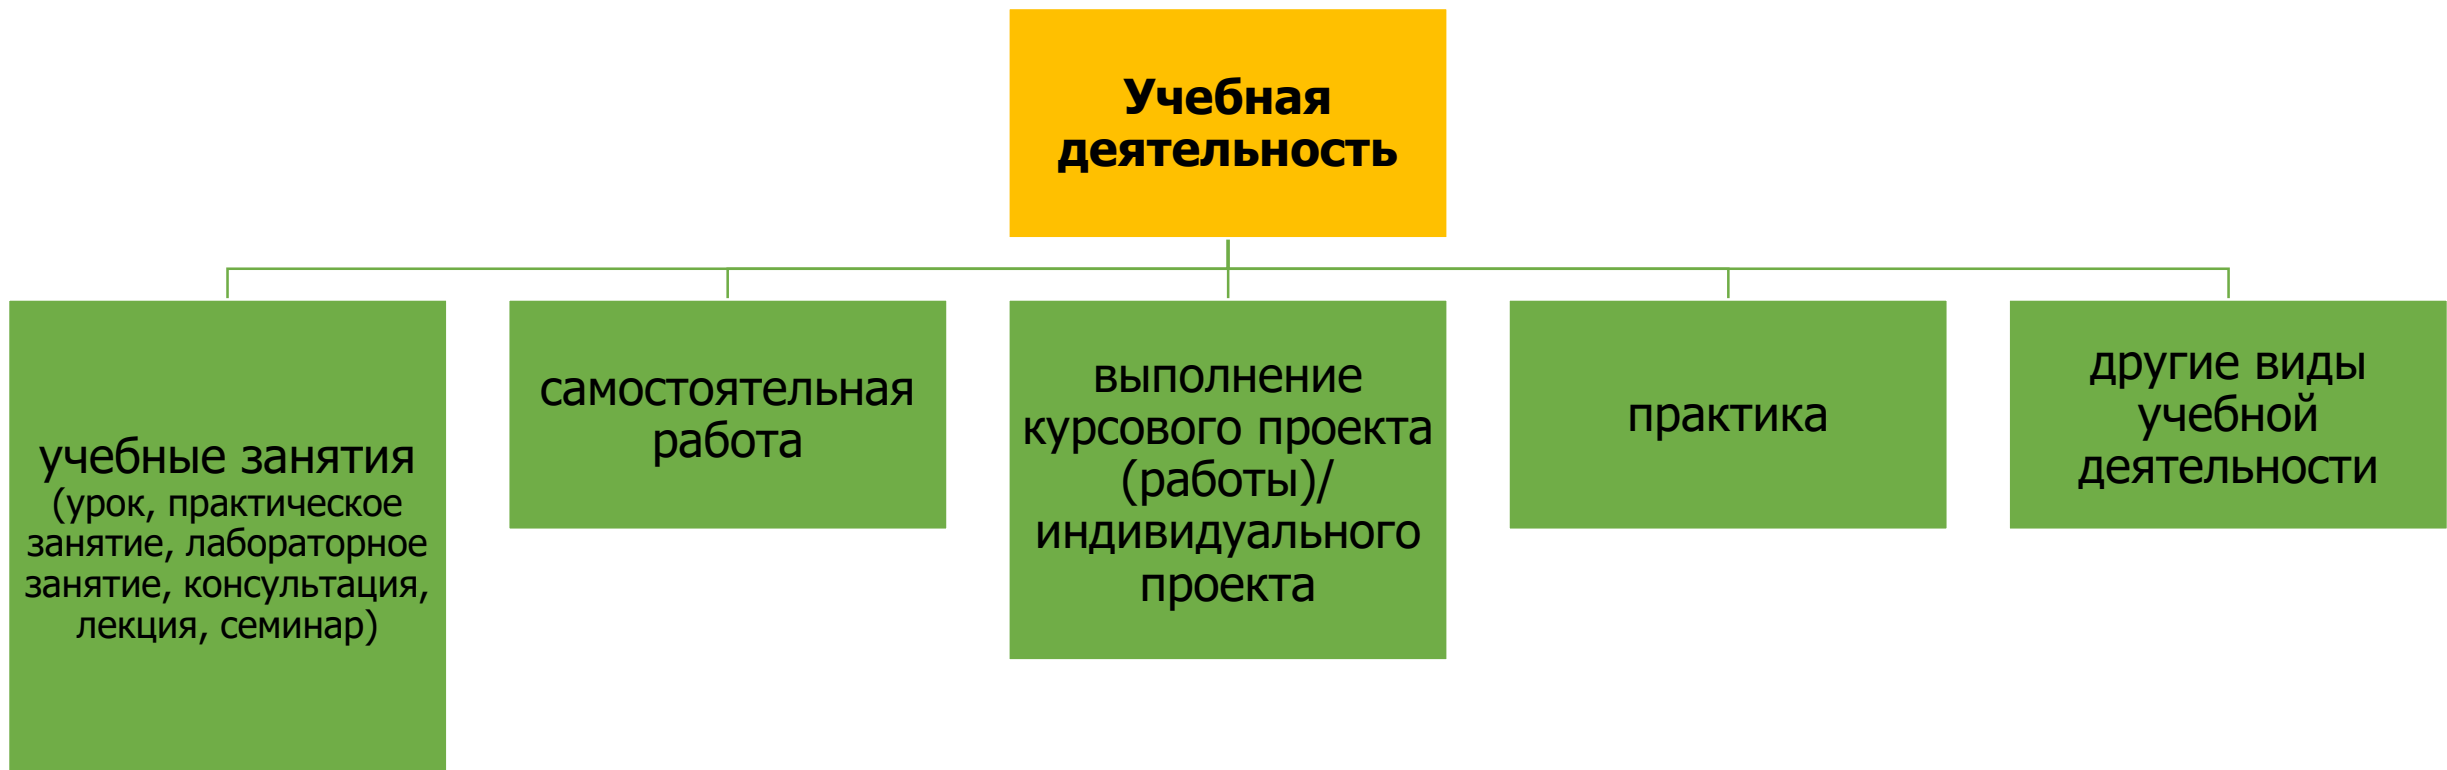 Учебная
деятельность
учебные занятия
(урок, практическое
занятие, лабораторное
занятие, консультация,
лекция, семинар)
самостоятельная
работа
выполнение
курсового проекта
(работы)/
индивидуального
проекта
практика
другие виды
учебной
деятельности